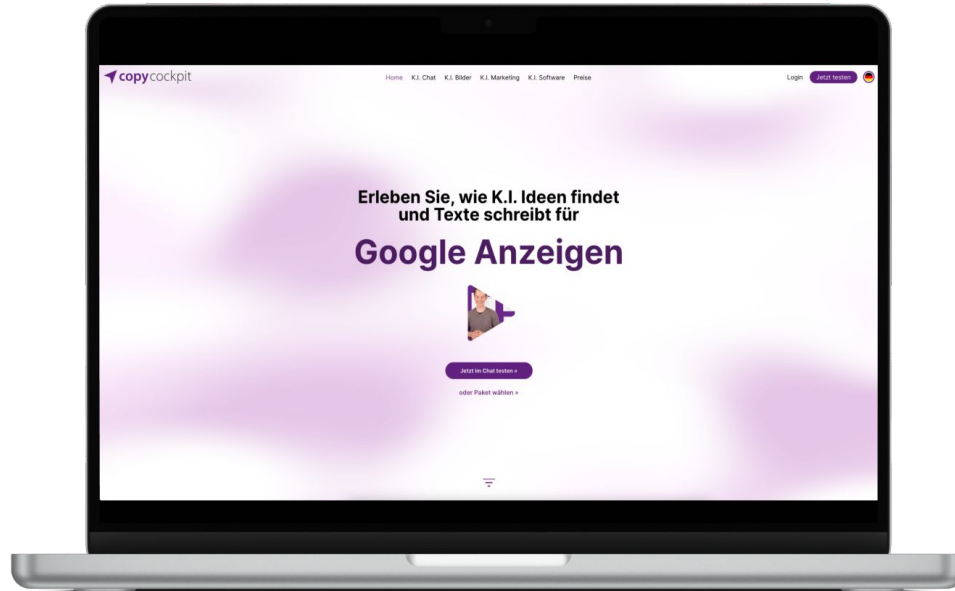 copycockpit
Home K.I. Chat K.I. Bilder K.I. Marketing K.I. Software Preise
Login Jetzt testen
Erleben Sie, wie K.I. Ideen findet
und Texte schreibt für
Google Anzeigen
Jetzt im Chat testen »
oder Paket wählen »